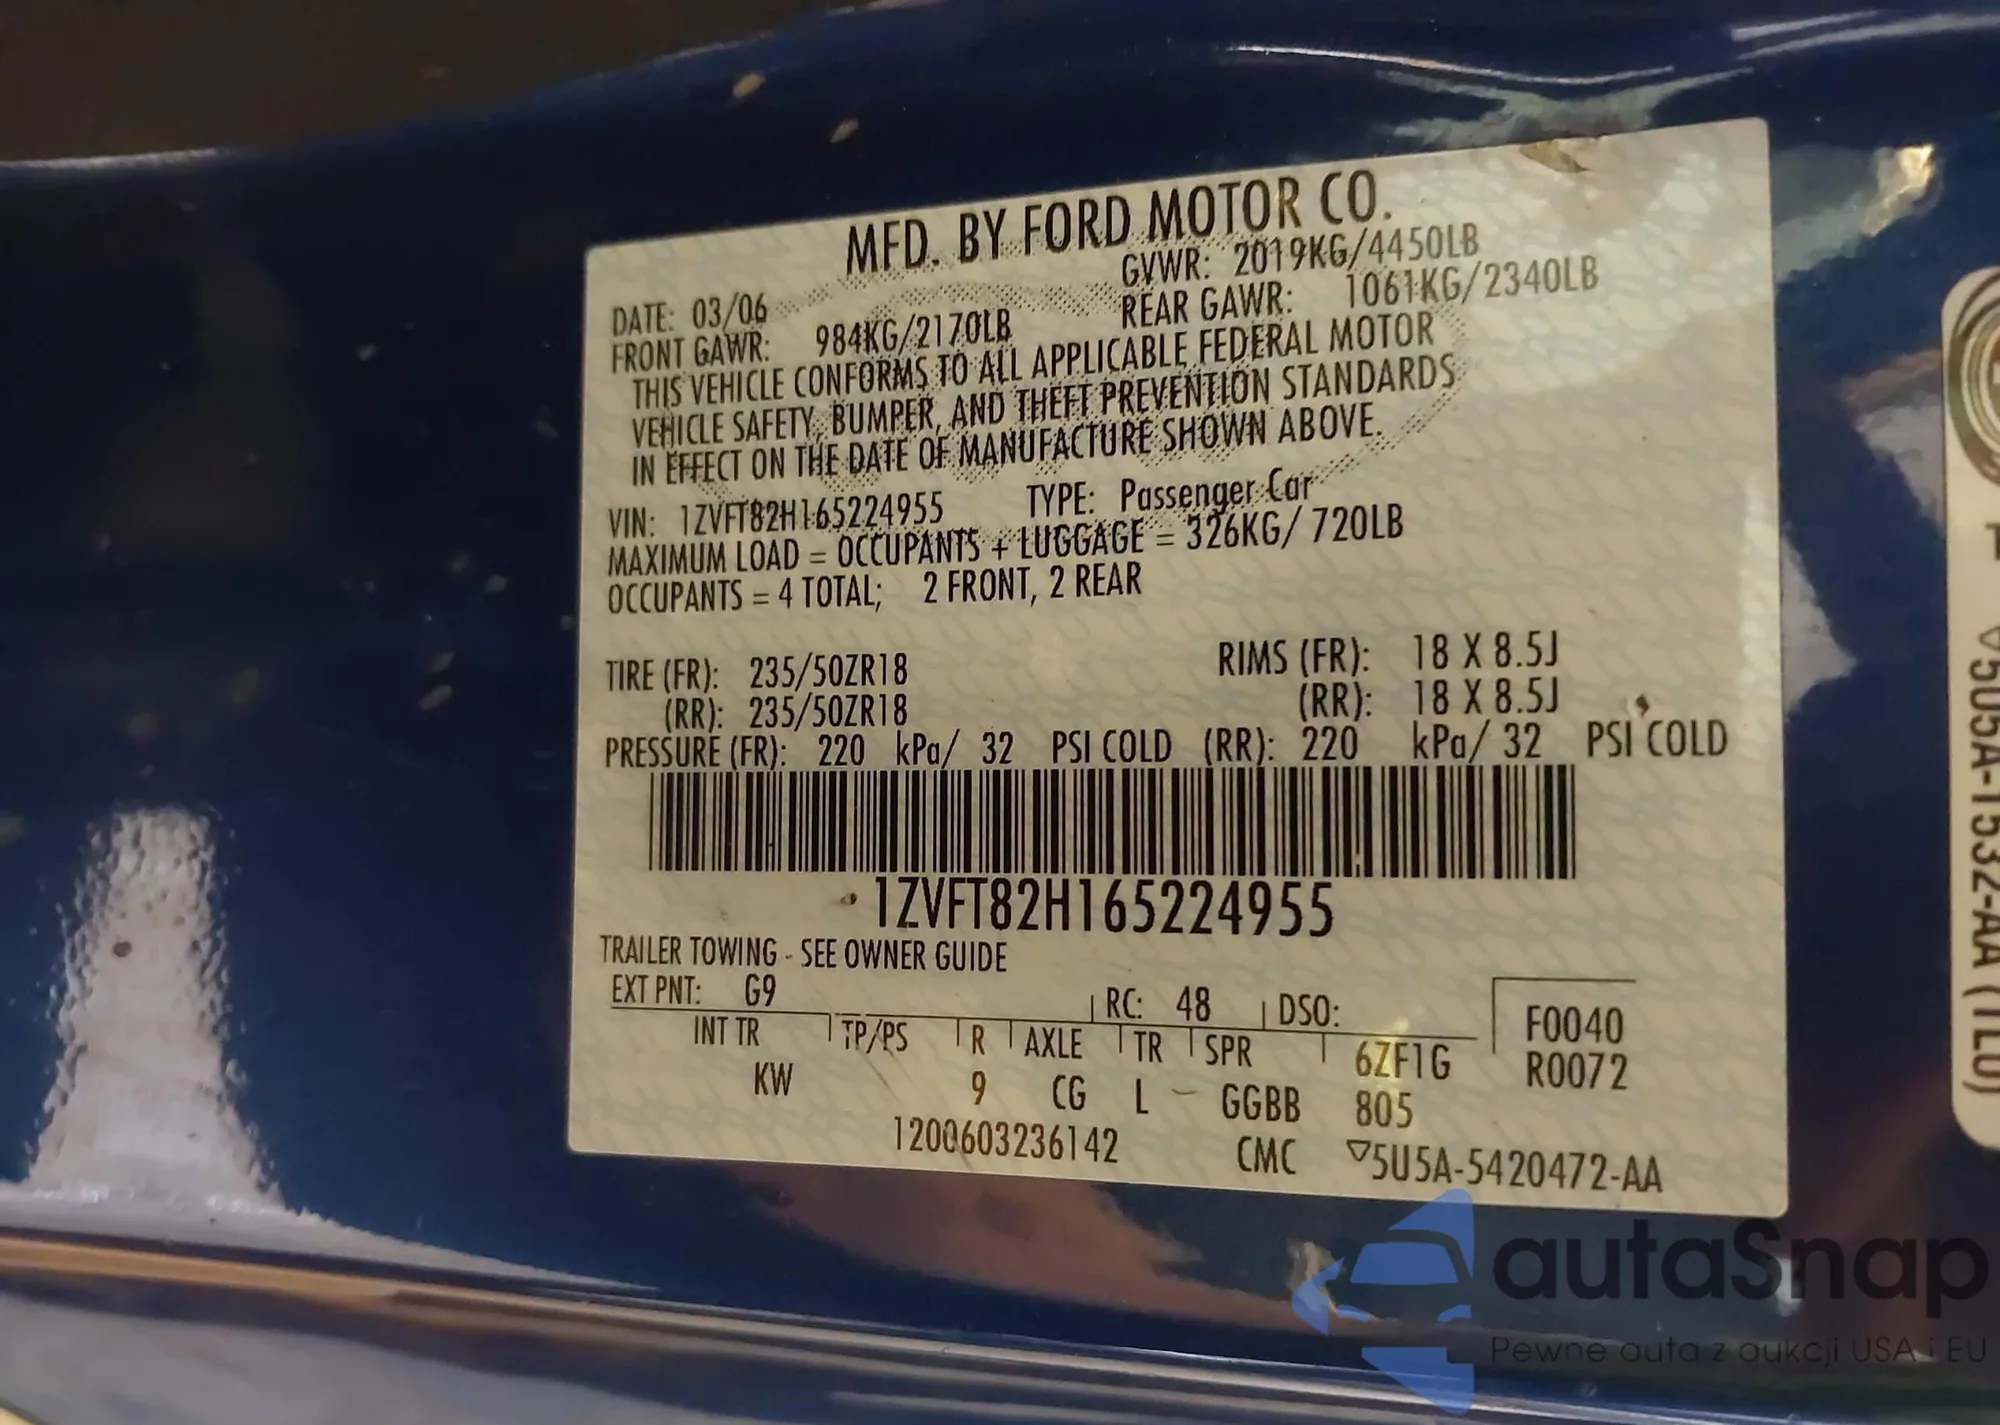 MFD. BY FORD MOTOR CO.
DATE: 03/06
GVWR: 2019KG/4450LB
FRONT GAWR: 984KG/2170LB
REAR GAWR: 1061KG/2340LB
THIS VEHICLE CONFORMS TO ALL APPLICABLE FEDERAL MOTOR
VEHICLE SAFETY, BUMPER, AND THEFT PREVENTION STANDARDS
IN EFFECT ON THE DATE OF MANUFACTURE SHOWN ABOVE.
VIN: 1ZVFT82H165224955 TYPE: Passenger Car
MAXIMUM LOAD = OCCUPANTS + LUGGAGE = 326KG/ 720LB
OCCUPANTS = 4 TOTAL; 2 FRONT, 2 REAR
TIRE (FR): 235/50ZR18 RIMS (FR): 18 X 8.5J
(RR): 235/50ZR18 (RR): 18 X 8.5J
PRESSURE (FR): 220 kPa/ 32 PSI COLD (RR): 220 kPa/ 32 PSI COLD
1ZVFT82H165224955
TRAILER TOWING - SEE OWNER GUIDE
EXT PNT: G9 RC: 48 DSO:
F0040
INT TR TP/PS R AXLE TR SPR 6ZF1G
R0072
KW 9 CG L GGBB 805
1200603236142 CMC ▽5U5A-5420472-AA
T ▽5U5A-1532-AA (TL0)
autaSnap
Pewne auta z aukcji USA i EU